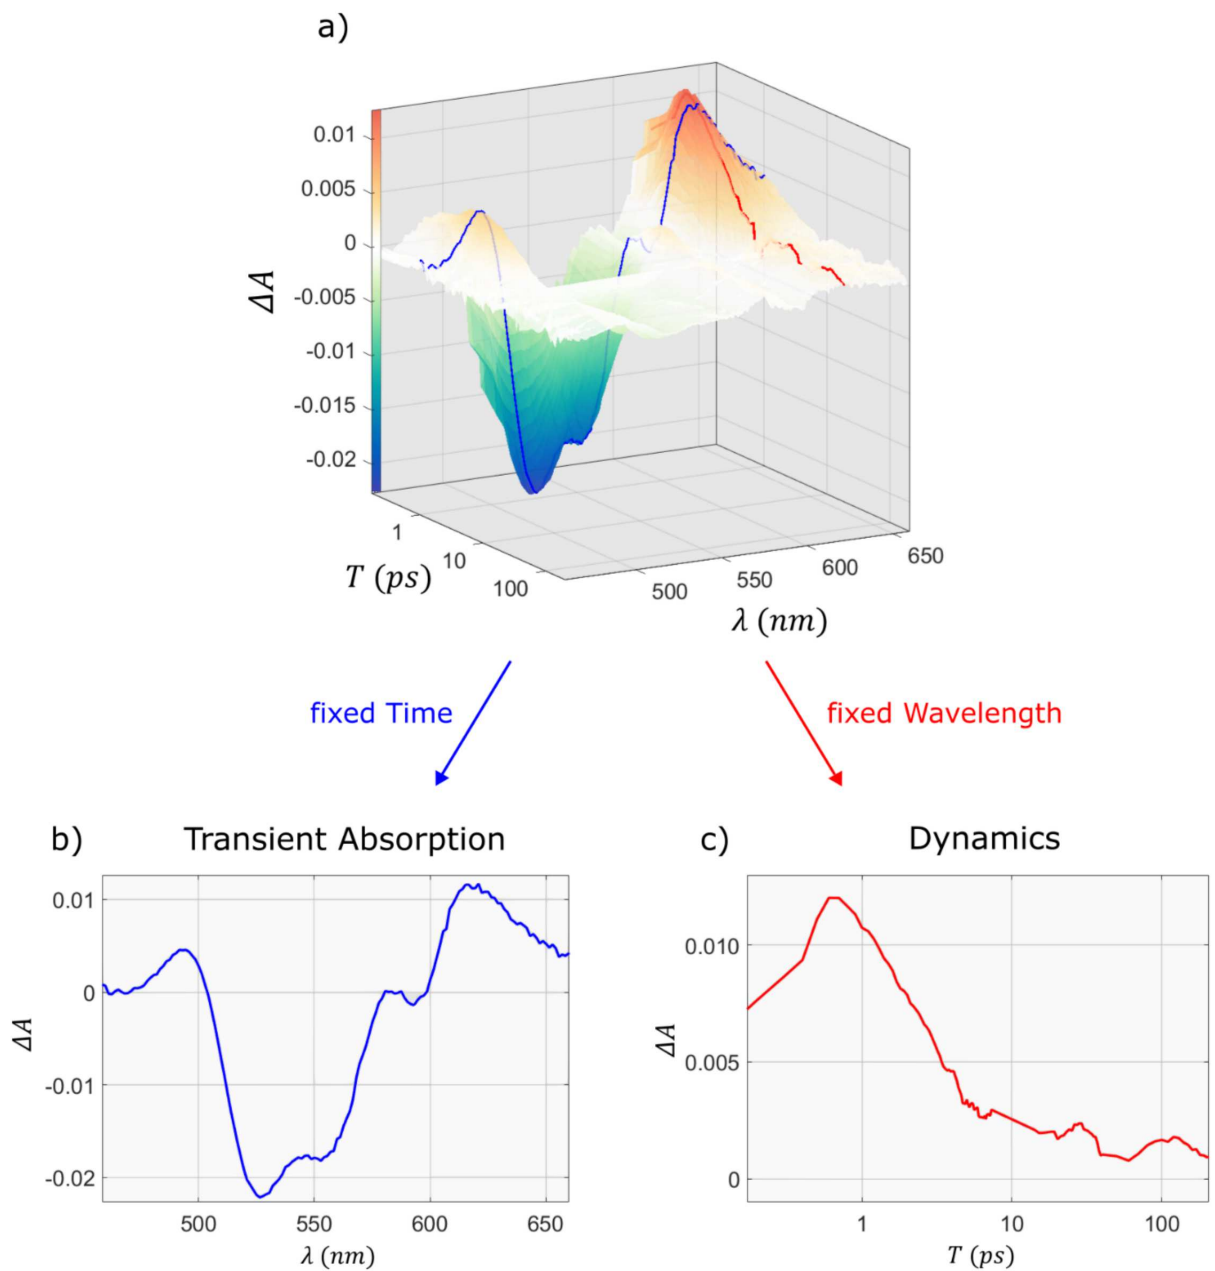 a)
0.01
0.005
0
-0.005
-0.01
-0.015
-0.02
ΔA
1
10
100
T (ps)
500
550
600
650
λ (nm)
fixed Time
fixed Wavelength
b) Transient Absorption
0.01
0
-0.01
-0.02
ΔA
500 550 600 650
λ (nm)
c) Dynamics
0.010
0.005
0
ΔA
1 10 100
T (ps)